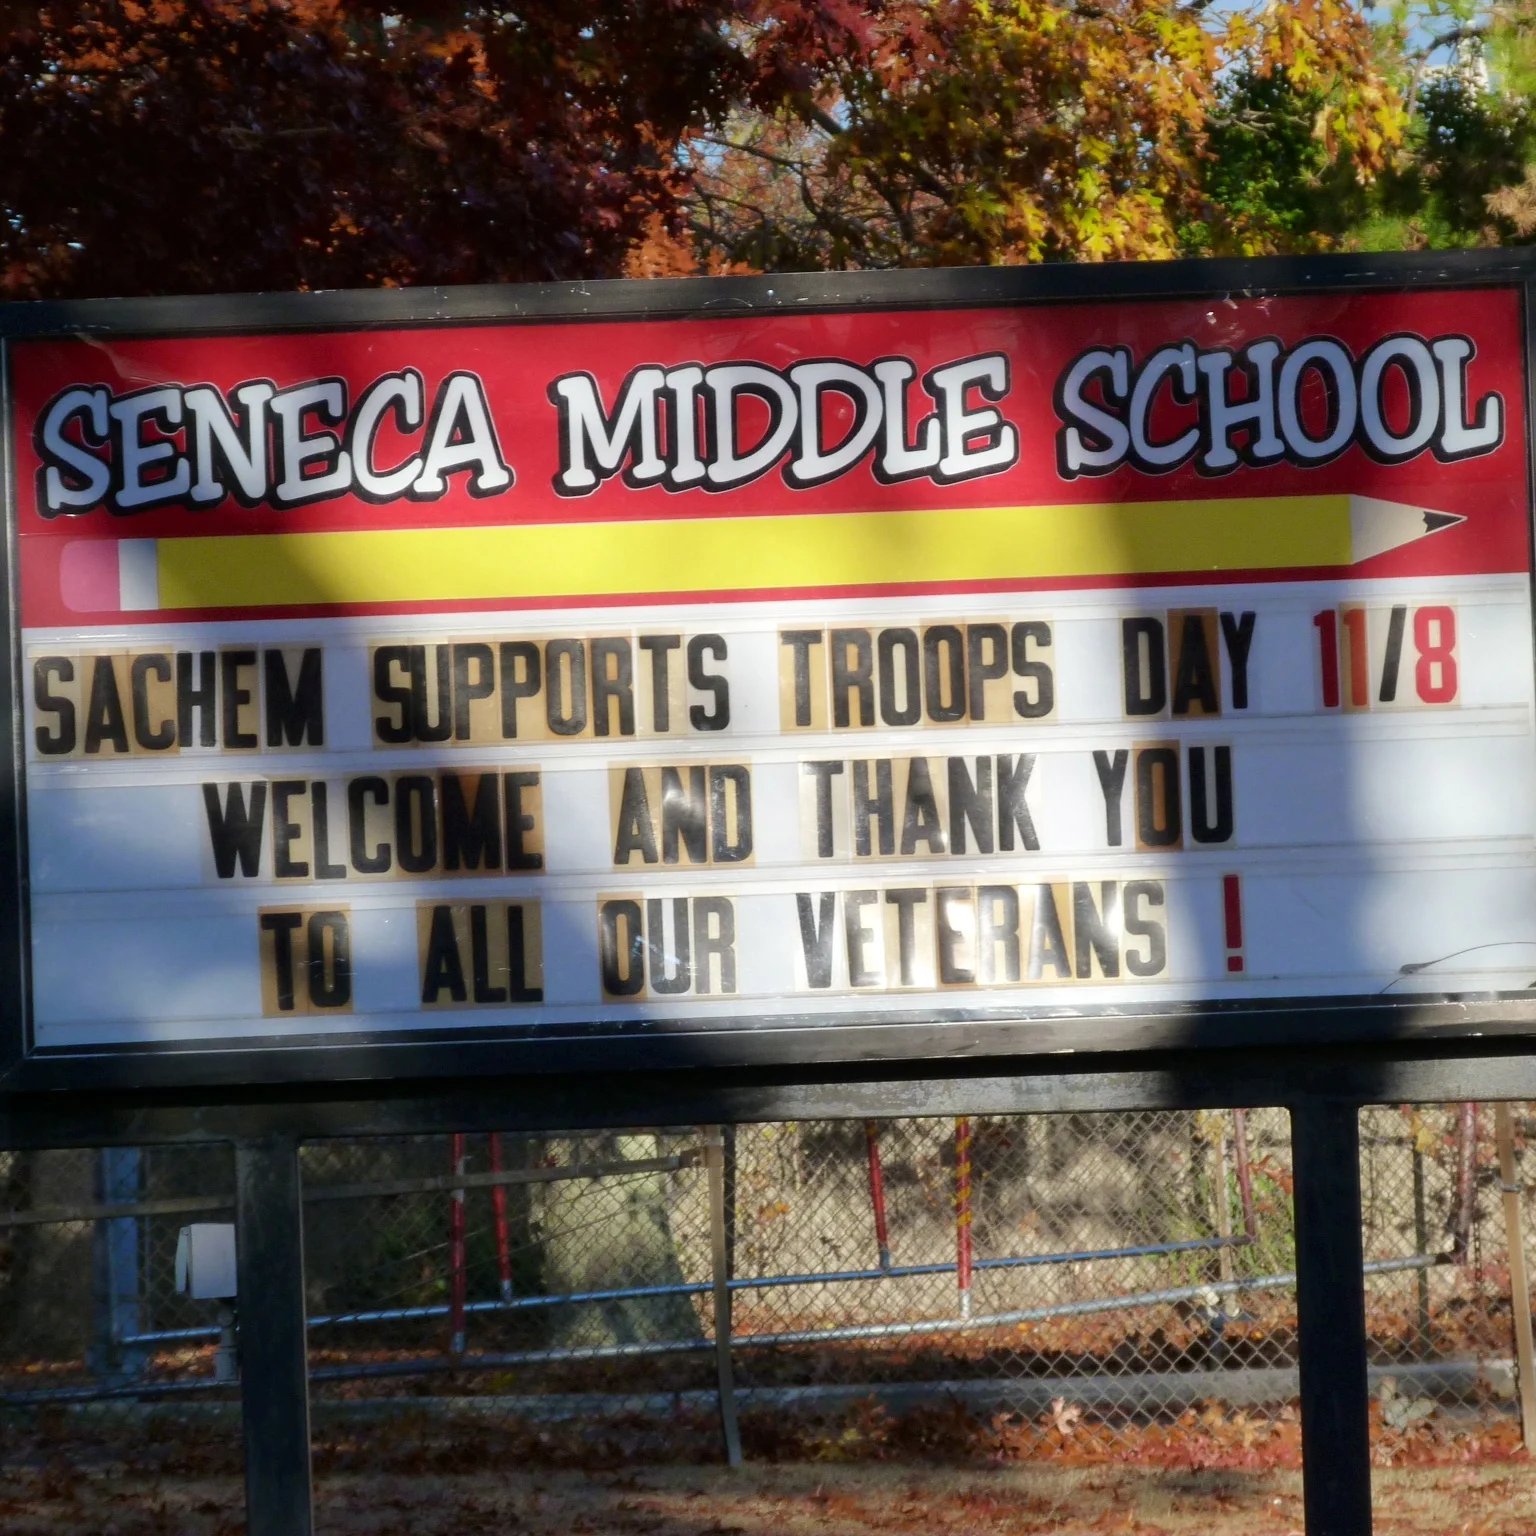 SENECA MIDDLE SCHOOL
SACHEM SUPPORTS TROOPS DAY 11/8
WELCOME AND THANK YOU
TO ALL OUR VETERANS !